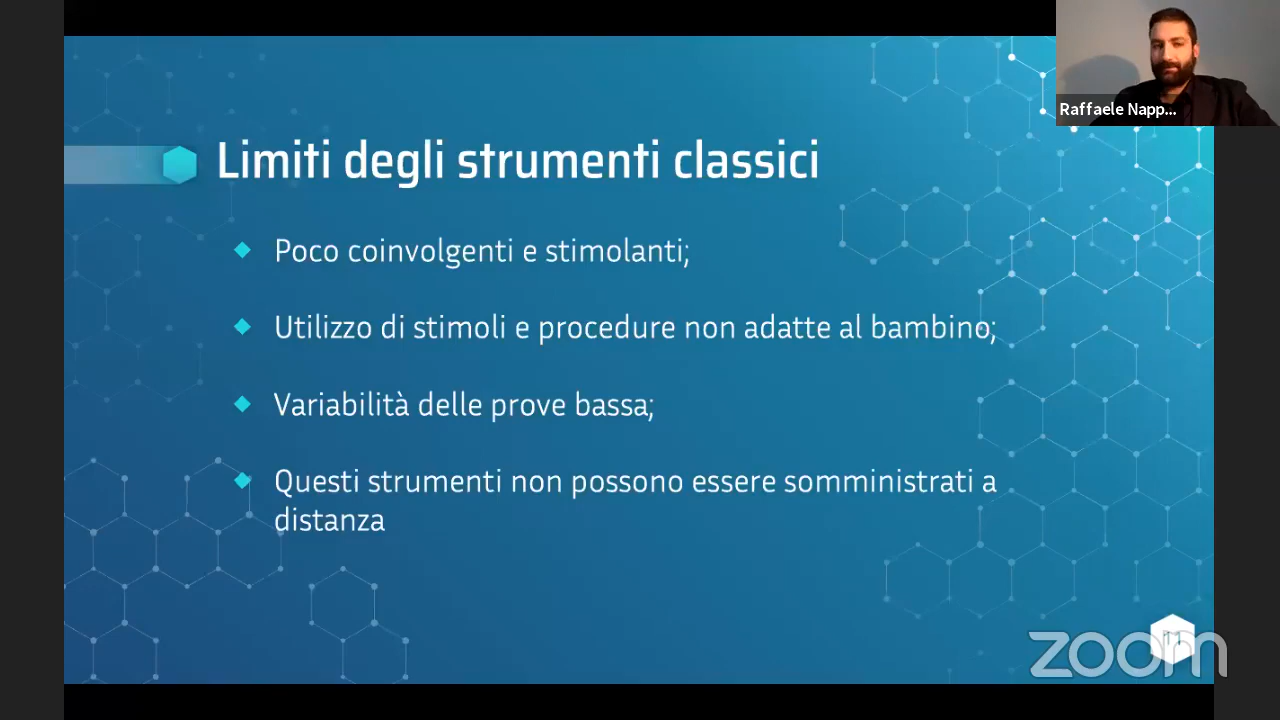 Raffaele Napp...
Limiti degli strumenti classici
Poco coinvolgenti e stimolanti;
Utilizzo di stimoli e procedure non adatte al bambino;
Variabilità delle prove bassa;
Questi strumenti non possono essere somministrati a
distanza
zoom